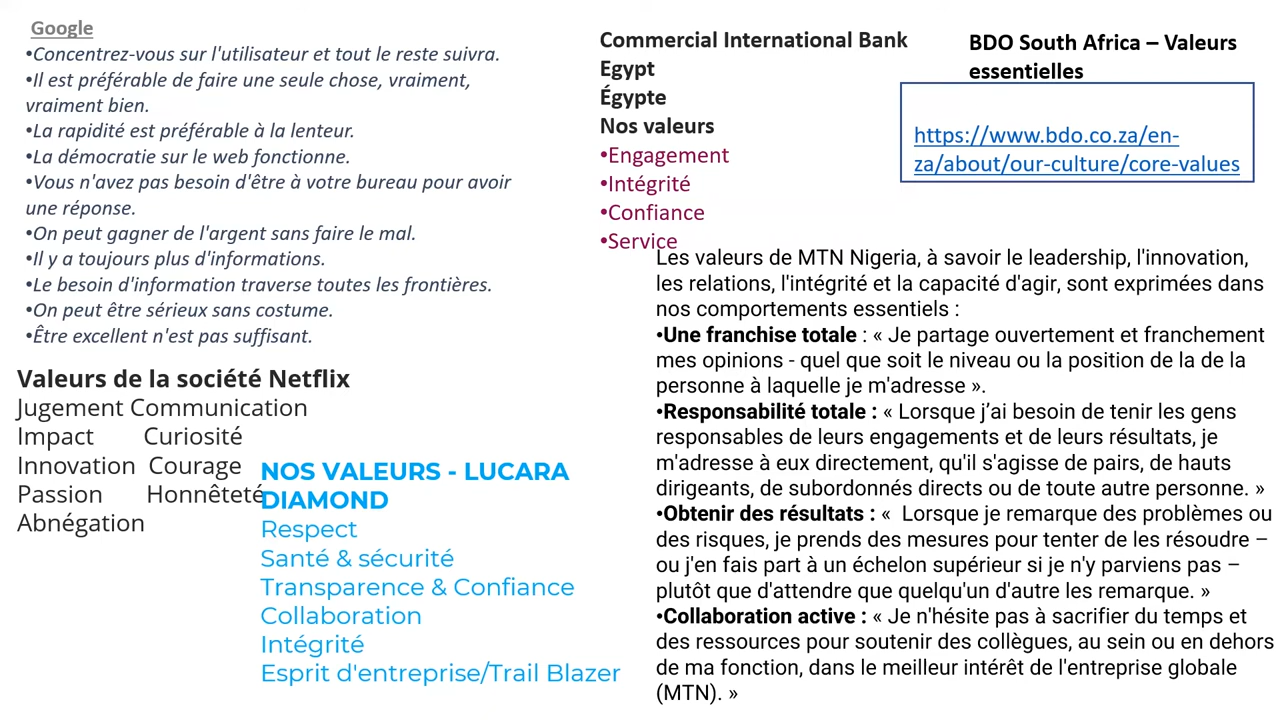 Google
•Concentrez-vous sur l'utilisateur et tout le reste suivra.
•Il est préférable de faire une seule chose, vraiment,
vraiment bien.
•La rapidité est préférable à la lenteur.
•La démocratie sur le web fonctionne.
•Vous n'avez pas besoin d'être à votre bureau pour avoir
une réponse.
•On peut gagner de l'argent sans faire le mal.
•Il y a toujours plus d'informations.
•Le besoin d'information traverse toutes les frontières.
•On peut être sérieux sans costume.
•Être excellent n'est pas suffisant.
Valeurs de la société Netflix
Jugement Communication
Impact Curiosité
Innovation Courage
Passion Honnêteté
Abnégation
NOS VALEURS - LUCARA
DIAMOND
Respect
Santé & sécurité
Transparence & Confiance
Collaboration
Intégrité
Esprit d'entreprise/Trail Blazer
Commercial International Bank
Egypt
Égypte
Nos valeurs
•Engagement
•Intégrité
•Confiance
•Service
BDO South Africa – Valeurs
essentielles
https://www.bdo.co.za/en-
za/about/our-culture/core-values
Les valeurs de MTN Nigeria, à savoir le leadership, l'innovation,
les relations, l'intégrité et la capacité d'agir, sont exprimées dans
nos comportements essentiels :
•Une franchise totale : « Je partage ouvertement et franchement
mes opinions - quel que soit le niveau ou la position de la de la
personne à laquelle je m'adresse ».
•Responsabilité totale : « Lorsque j’ai besoin de tenir les gens
responsables de leurs engagements et de leurs résultats, je
m'adresse à eux directement, qu'il s'agisse de pairs, de hauts
dirigeants, de subordonnés directs ou de toute autre personne. »
•Obtenir des résultats : « Lorsque je remarque des problèmes ou
des risques, je prends des mesures pour tenter de les résoudre –
ou j'en fais part à un échelon supérieur si je n'y parviens pas –
plutôt que d'attendre que quelqu'un d'autre les remarque. »
•Collaboration active : « Je n'hésite pas à sacrifier du temps et
des ressources pour soutenir des collègues, au sein ou en dehors
de ma fonction, dans le meilleur intérêt de l'entreprise globale
(MTN). »